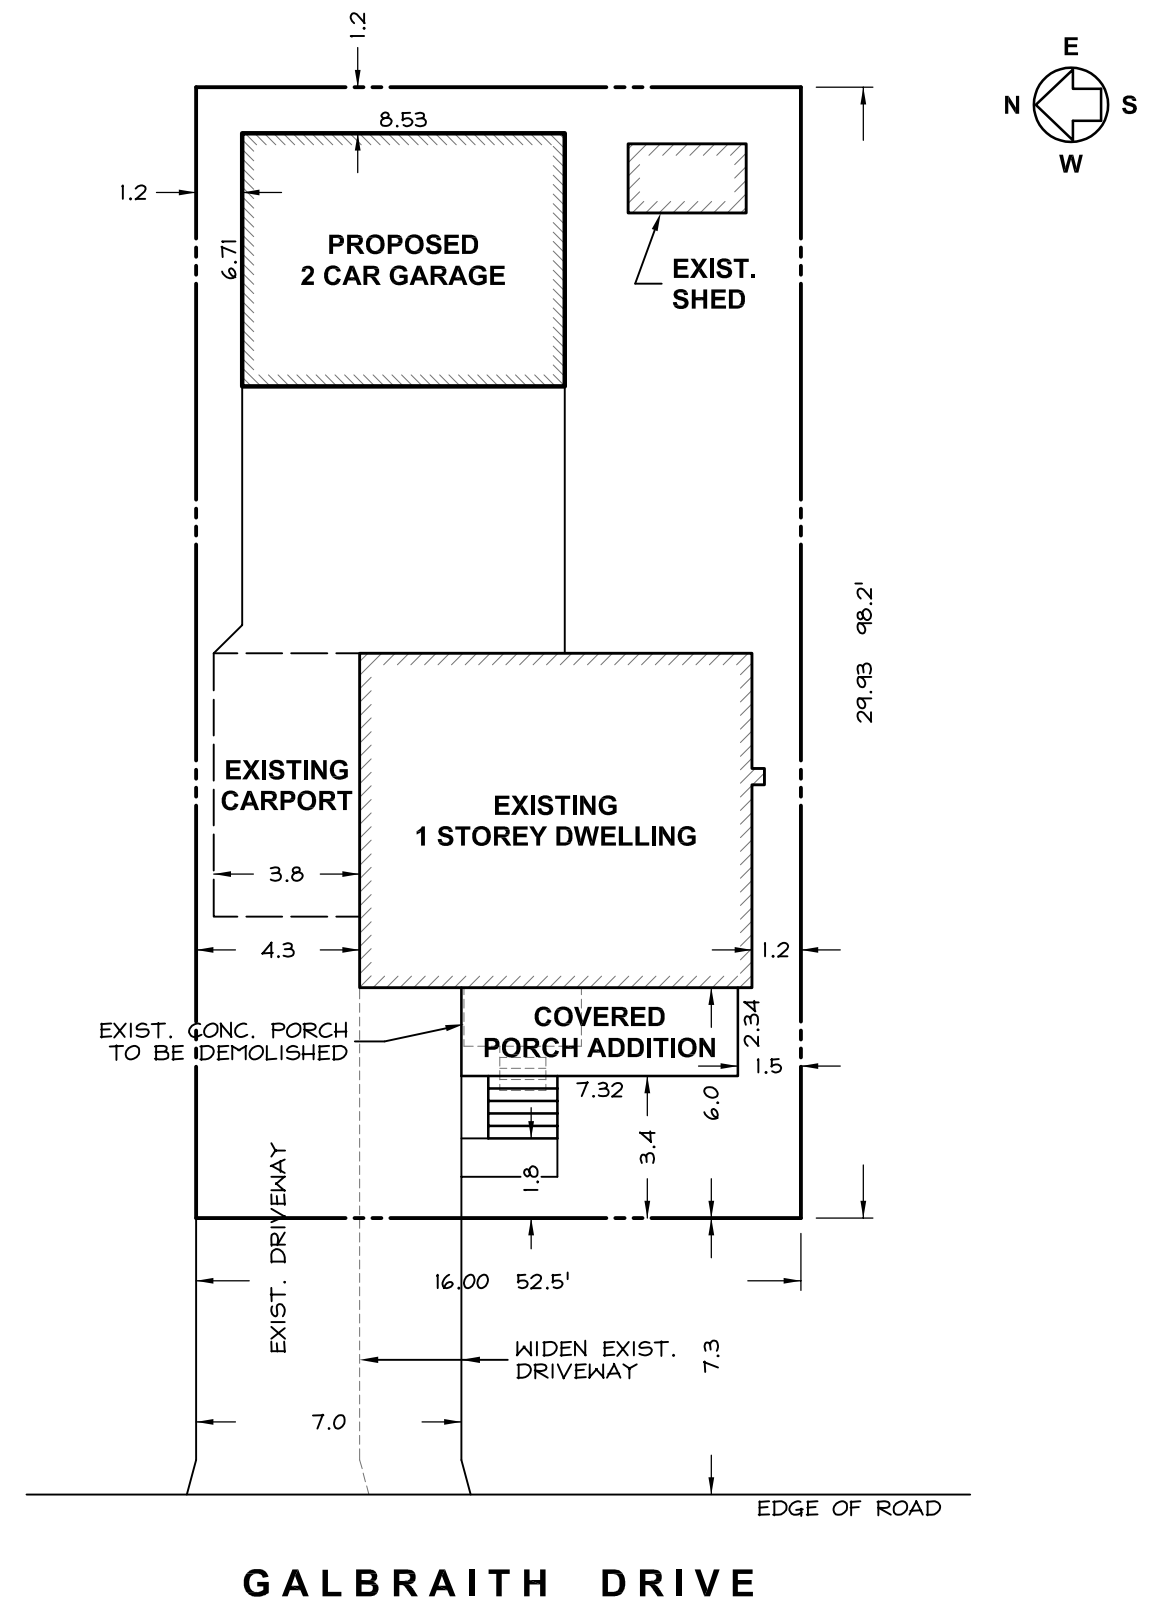 1.2
E
N
S
W
8.53
1.2
6.71
PROPOSED
2 CAR GARAGE
EXIST.
SHED
29.93 98.2'
EXISTING
CARPORT
EXISTING
1 STOREY DWELLING
3.8
4.3
1.2
EXIST. CONC. PORCH
TO BE DEMOLISHED
COVERED
PORCH ADDITION
2.34
1.5
7.32
6.0
3.4
1.8
EXIST. DRIVEWAY
16.00 52.5'
WIDEN EXIST.
DRIVEWAY
7.3
7.0
EDGE OF ROAD
GALBRAITH DRIVE